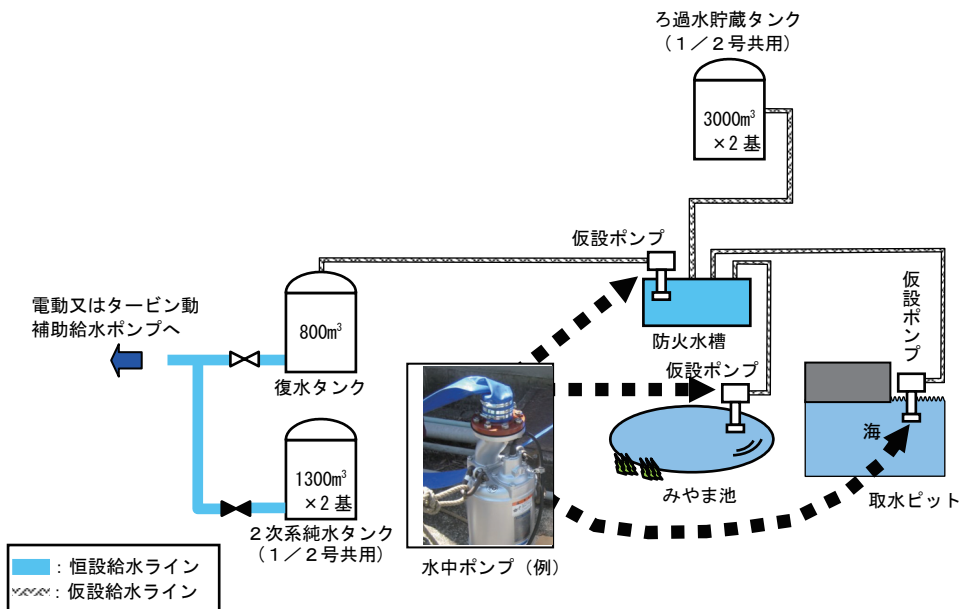 ろ過水貯蔵タンク
（１／２号共用）
3000m³
×２基
仮設ポンプ
防火水槽
電動又はタービン動
補助給水ポンプへ
800m³
復水タンク
仮設ポンプ
仮設ポンプ
海
みやま池
取水ピット
1300m³
×２基
２次系純水タンク
（１／２号共用）
水中ポンプ（例）
：恒設給水ライン
：仮設給水ライン